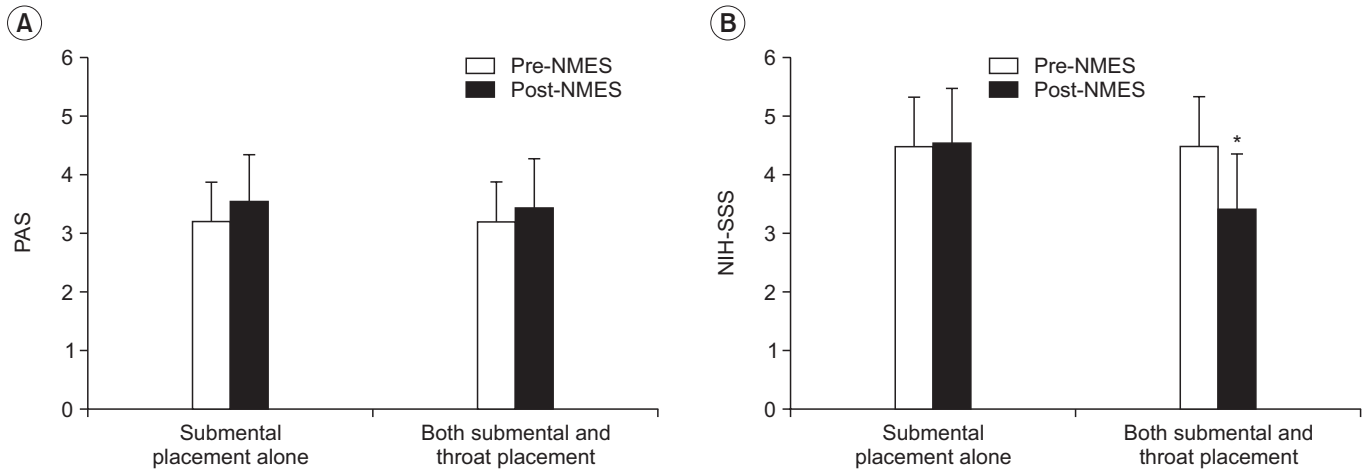 A
6
5
4
3
2
1
0
PAS
Pre-NMES
Post-NMES
Submental
placement alone
Both submental and
throat placement
B
6
5
4
3
2
1
0
NIH-SSS
Pre-NMES
Post-NMES
*
Submental
placement alone
Both submental and
throat placement